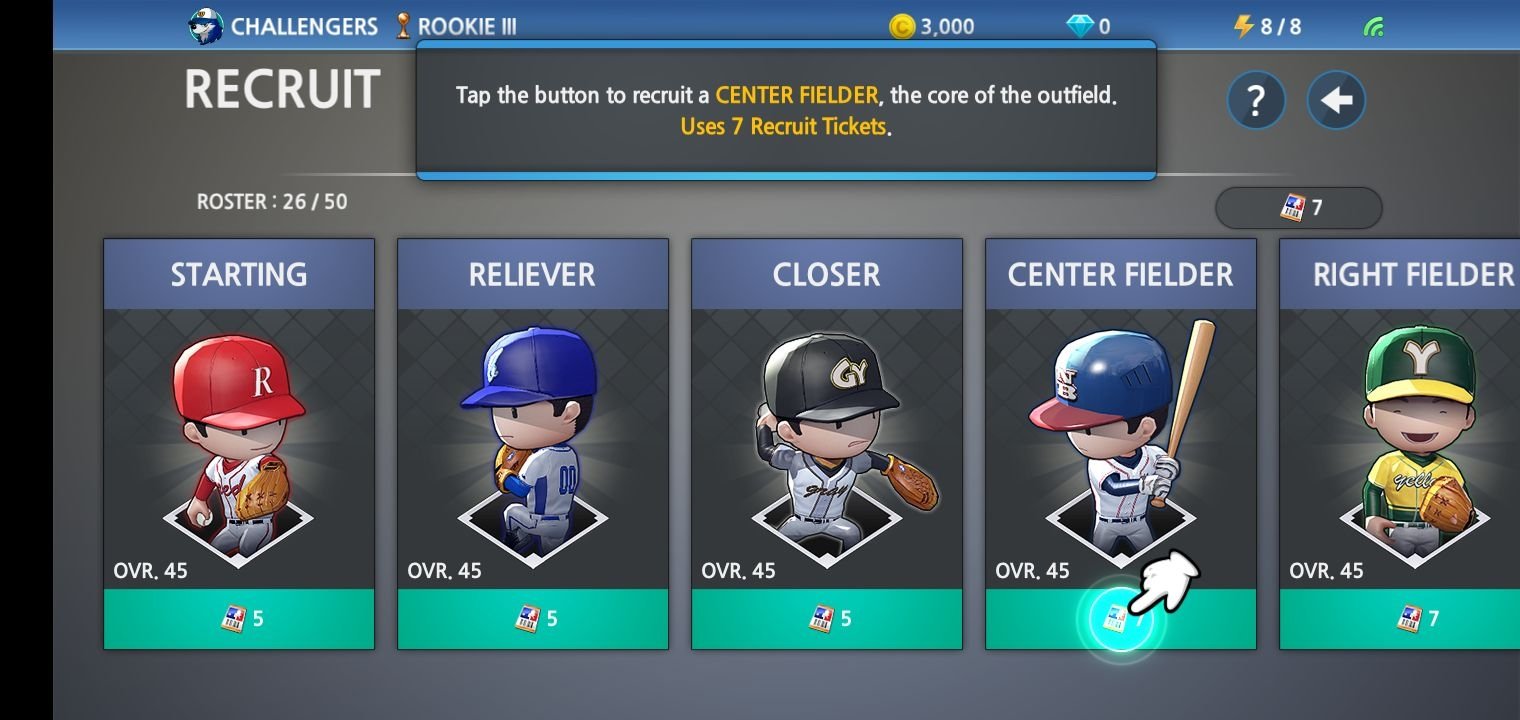 CHALLENGERS ROOKIE III 3,000 0 8 / 8
RECRUIT
Tap the button to recruit a CENTER FIELDER, the core of the outfield.
Uses 7 Recruit Tickets.
?
ROSTER : 26 / 50
7
STARTING RELIEVER CLOSER CENTER FIELDER RIGHT FIELDER
R GY Y
00
OVR. 45 OVR. 45 OVR. 45 OVR. 45 OVR. 45
5 5 5 7 7